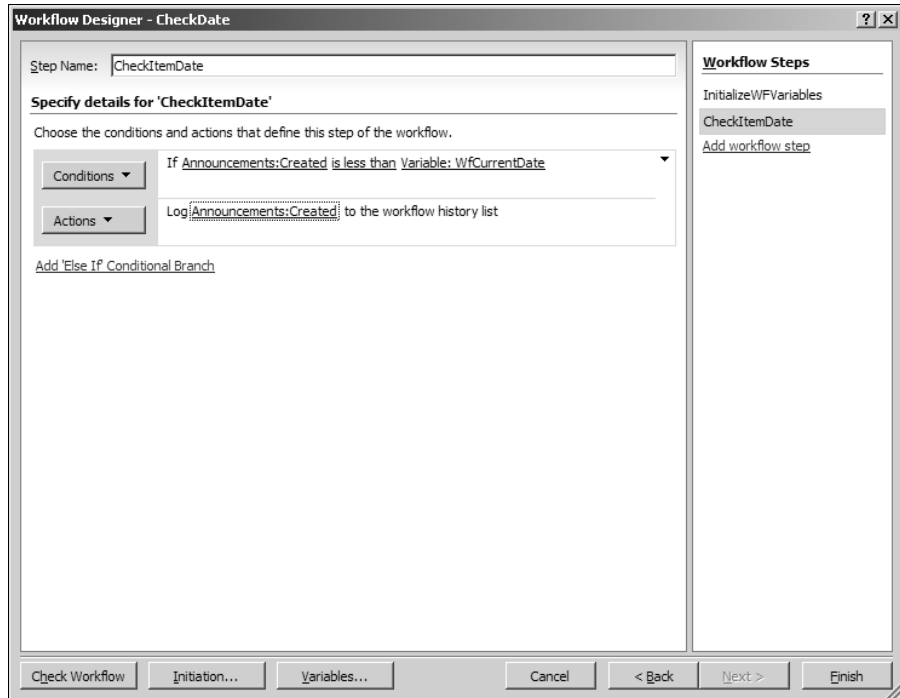 Workflow Designer - CheckDate
Step Name: CheckItemDate
Specify details for 'CheckItemDate'
Choose the conditions and actions that define this step of the workflow.
Conditions
If Announcements:Created is less than Variable: WfCurrentDate
Actions
Log Announcements:Created to the workflow history list
Add 'Else If' Conditional Branch
Workflow Steps
InitializeWFVariables
CheckItemDate
Add workflow step
Check Workflow
Initiation...
Variables...
Cancel
< Back
Next >
Finish